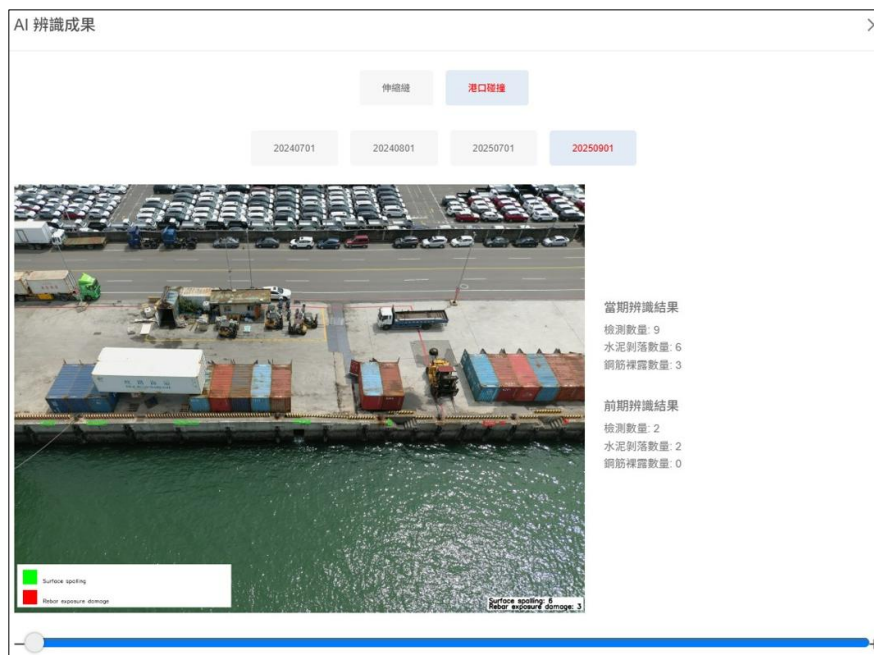 AI 辨識成果
伸縮縫
港口碰撞
20240701
20240801
20250701
20250901
當期辨識結果
檢測數量: 9
水泥剝落數量: 6
鋼筋裸露數量: 3
前期辨識結果
檢測數量: 2
水泥剝落數量: 2
鋼筋裸露數量: 0
Surface spalling
Rebar exposure damage
Surface spalling: 6
Rebar exposure damage: 3